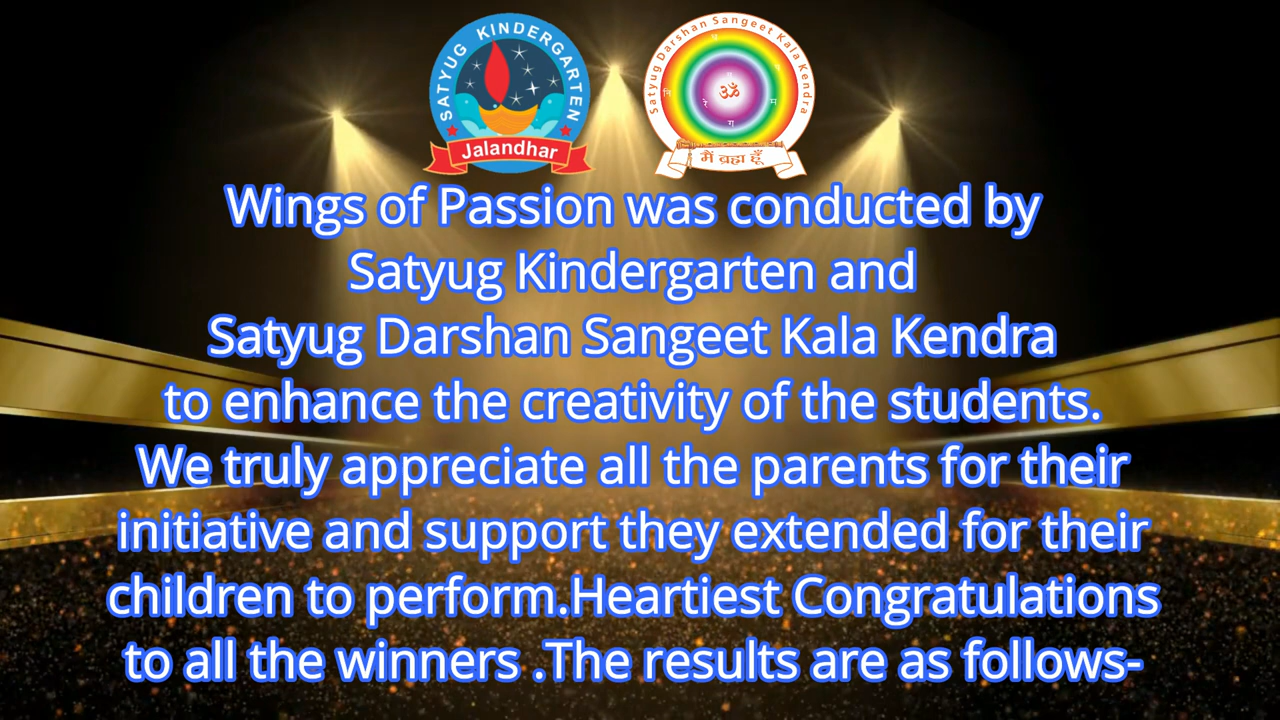 SATYUG KINDERGARTEN
Jalandhar
Satyug Darshan Sangeet Kala Kendra
ॐ
नि
रे
ग
म
मैं ब्रह्म हूँ
Wings of Passion was conducted by
Satyug Kindergarten and
Satyug Darshan Sangeet Kala Kendra
to enhance the creativity of the students.
We truly appreciate all the parents for their
initiative and support they extended for their
children to perform.Heartiest Congratulations
to all the winners .The results are as follows-